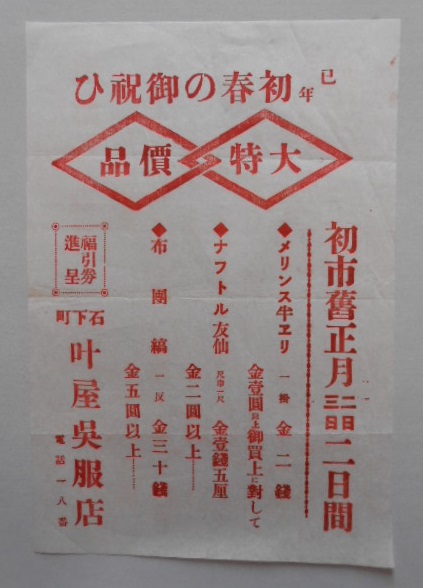 巳年初春の御祝ひ
大特價品
初市舊正月二日三日二日間
◆メリンス半ヱリ 一掛 金二錢
金壹圓以上御買上に對して
◆ナフトル友仙 尺巾一尺 金壹錢五厘
金二圓以上
◆布團縞 一反 金三十錢
金五圓以上
福引券進呈
石下町
叶屋吳服店
電話一八番